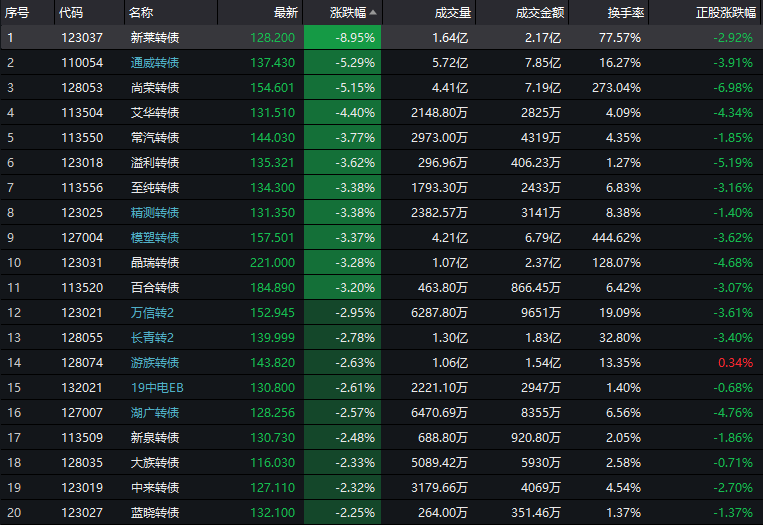 序号 代码 名称 最新 涨跌幅 成交量 成交金额 换手率 正股涨跌幅
1 123037 新莱转债 128.200 -8.95% 1.64亿 2.17亿 77.57% -2.92%
2 110054 通威转债 137.430 -5.29% 5.72亿 7.85亿 16.27% -3.91%
3 128053 尚荣转债 154.601 -5.15% 4.41亿 7.19亿 273.04% -6.98%
4 113504 艾华转债 131.510 -4.40% 2148.80万 2825万 4.09% -4.34%
5 113550 常汽转债 144.030 -3.77% 2973.00万 4319万 4.35% -1.85%
6 123018 溢利转债 135.321 -3.62% 296.96万 406.23万 1.27% -5.19%
7 113556 至纯转债 134.300 -3.38% 1793.30万 2433万 6.83% -3.16%
8 123025 精测转债 131.350 -3.38% 2382.57万 3141万 8.38% -1.40%
9 127004 模塑转债 157.501 -3.37% 4.21亿 6.79亿 444.62% -3.62%
10 123031 晶瑞转债 221.000 -3.28% 1.07亿 2.37亿 128.07% -4.68%
11 113520 百合转债 184.890 -3.20% 463.80万 866.45万 6.42% -3.07%
12 123021 万信转2 152.945 -2.95% 6287.80万 9651万 19.09% -3.61%
13 128055 长青转2 139.999 -2.78% 1.30亿 1.83亿 32.80% -3.40%
14 128074 游族转债 143.820 -2.63% 1.06亿 1.54亿 13.35% 0.34%
15 132021 19中电EB 130.800 -2.61% 2221.10万 2947万 1.40% -0.68%
16 127007 湖广转债 128.256 -2.57% 6470.69万 8355万 6.56% -4.76%
17 113509 新泉转债 130.730 -2.48% 688.80万 920.80万 2.05% -1.86%
18 128035 大族转债 116.030 -2.33% 5089.42万 5930万 2.58% -0.71%
19 123019 中来转债 127.110 -2.32% 3179.66万 4069万 4.54% -2.70%
20 123027 蓝晓转债 132.100 -2.25% 264.00万 351.46万 1.37% -1.37%